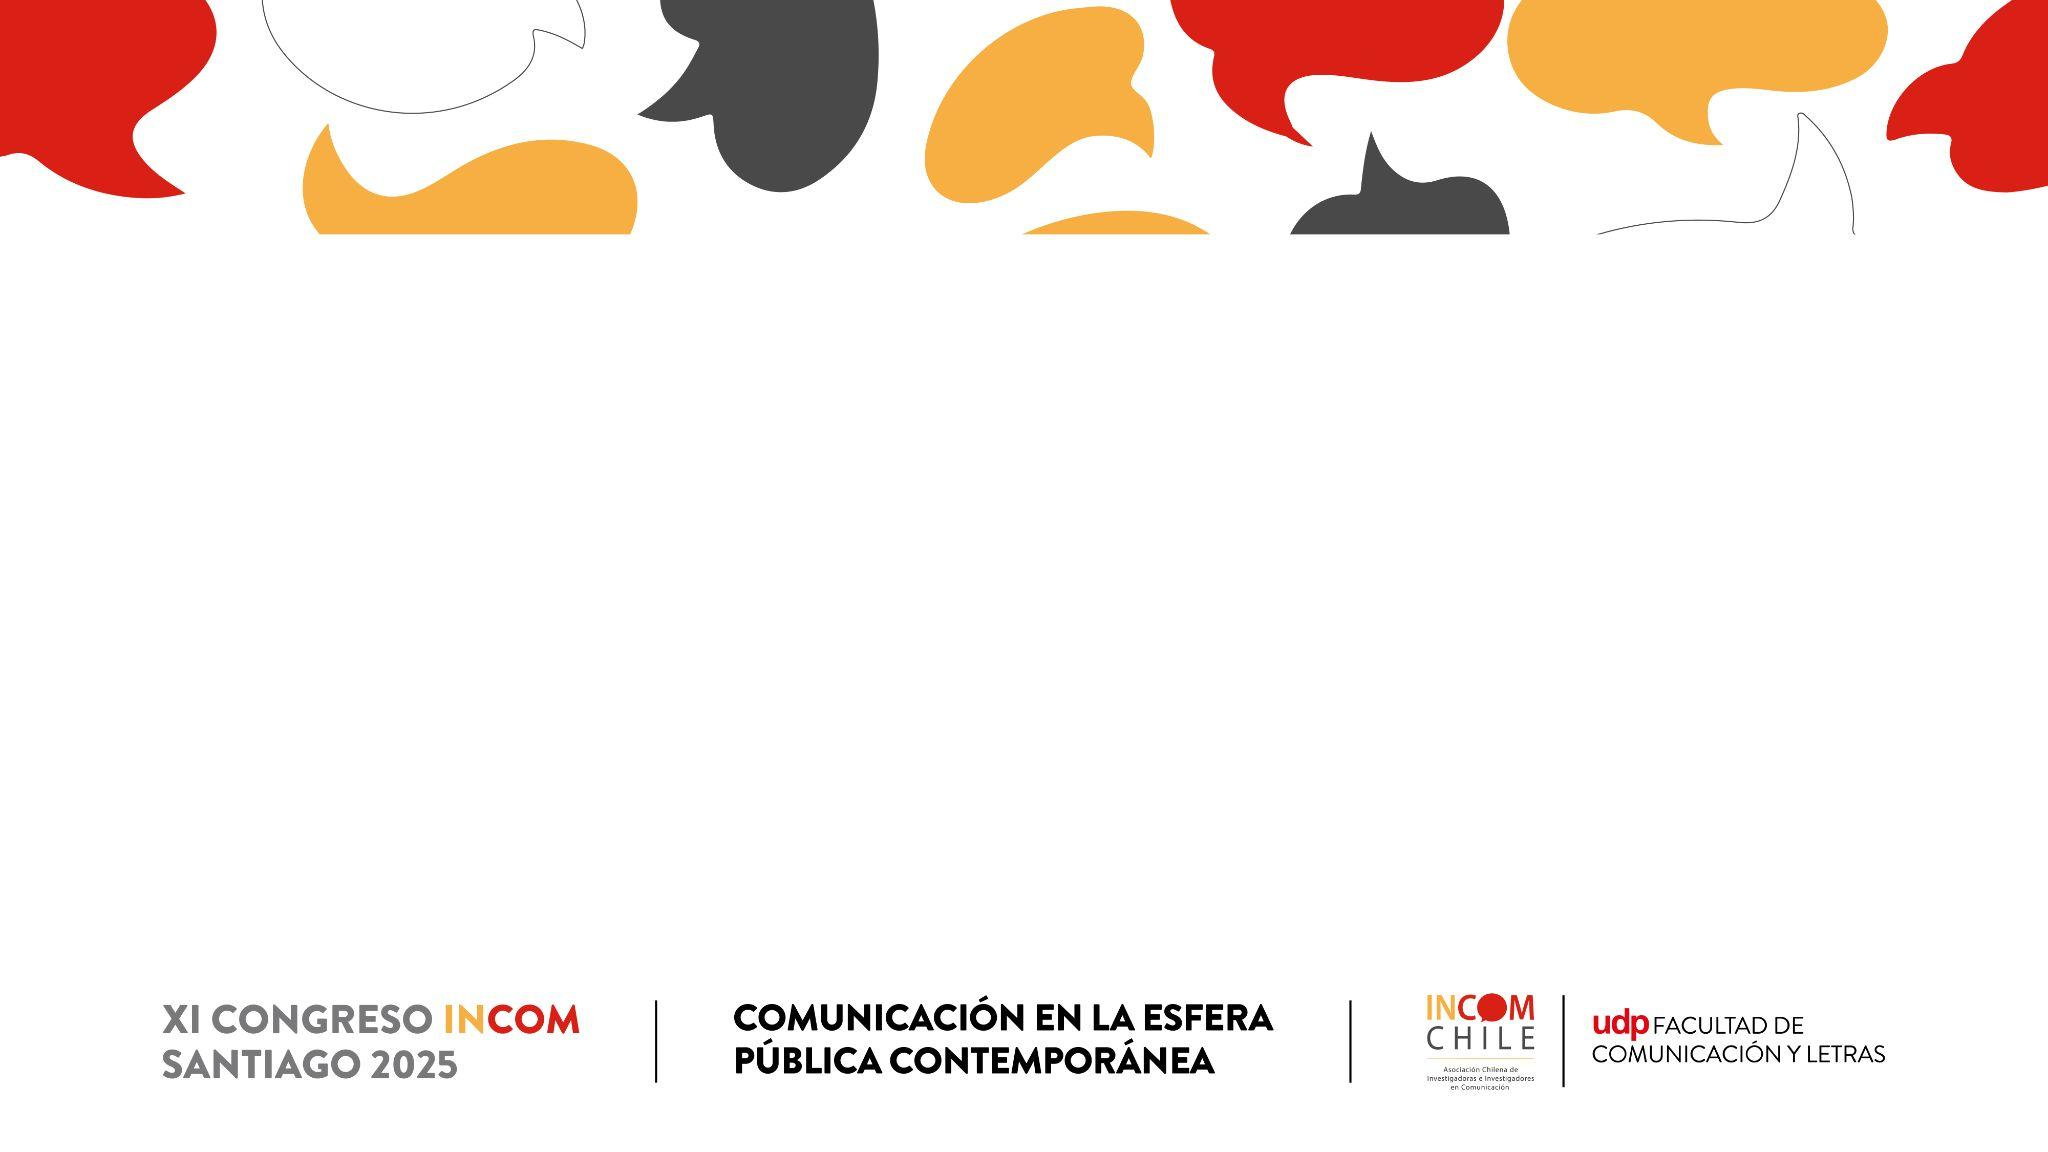 XI CONGRESO INCOM
SANTIAGO 2025
COMUNICACIÓN EN LA ESFERA
PÚBLICA CONTEMPORÁNEA
INCOM
CHILE
Asociación Chilena de
Investigadoras e Investigadores
en Comunicación
udp FACULTAD DE
COMUNICACIÓN Y LETRAS